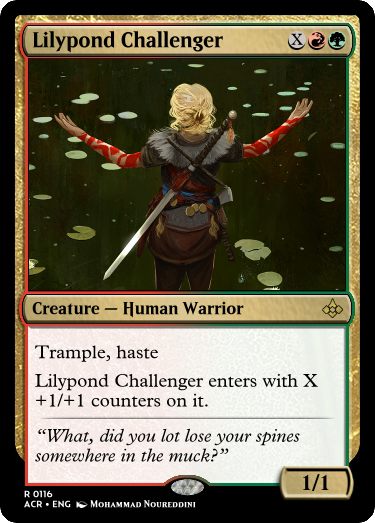 Lilypond Challenger X
Creature — Human Warrior
Trample, haste
Lilypond Challenger enters with X
+1/+1 counters on it.
“What, did you lot lose your spines
somewhere in the muck?”
1/1
R 0116
ACR • ENG Mohammad Noureddini